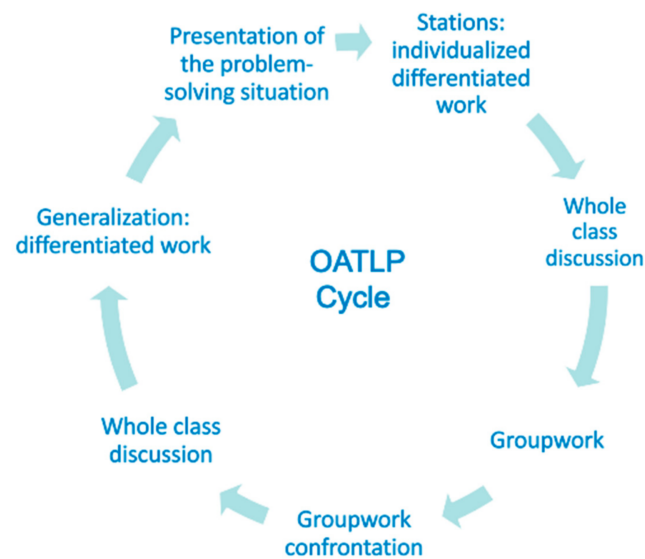 Presentation of
the problem-
solving situation
Stations:
individualized
differentiated
work
Whole
class
discussion
Groupwork
Groupwork
confrontation
Whole class
discussion
Generalization:
differentiated work
OATLP
Cycle